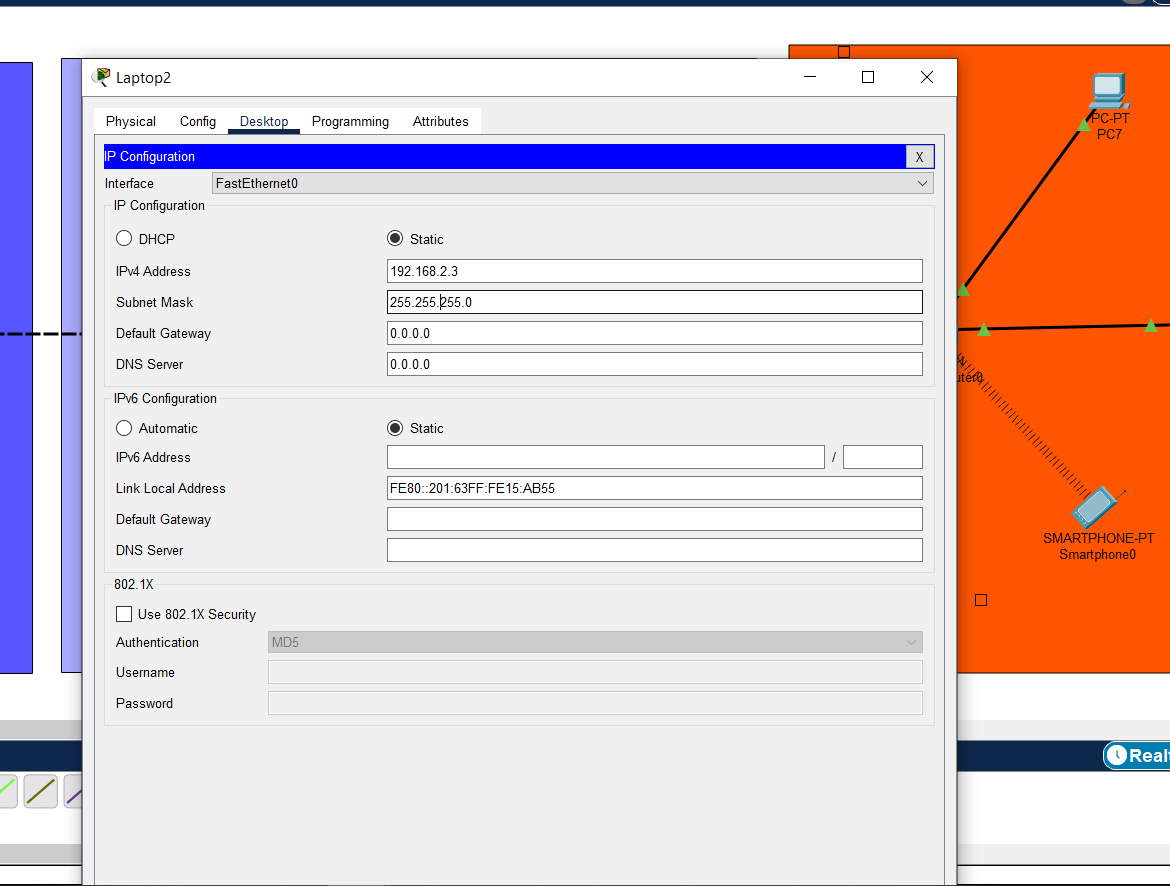 Laptop2
Physical Config Desktop Programming Attributes
IP Configuration X
Interface FastEthernet0
IP Configuration
DHCP Static
IPv4 Address 192.168.2.3
Subnet Mask 255.255.255.0
Default Gateway 0.0.0.0
DNS Server 0.0.0.0
IPv6 Configuration
Automatic Static
IPv6 Address /
Link Local Address FE80::201:63FF:FE15:AB55
Default Gateway
DNS Server
802.1X
Use 802.1X Security
Authentication MD5
Username
Password
PC-PT
PC7
uter0
SMARTPHONE-PT
Smartphone0
Realt